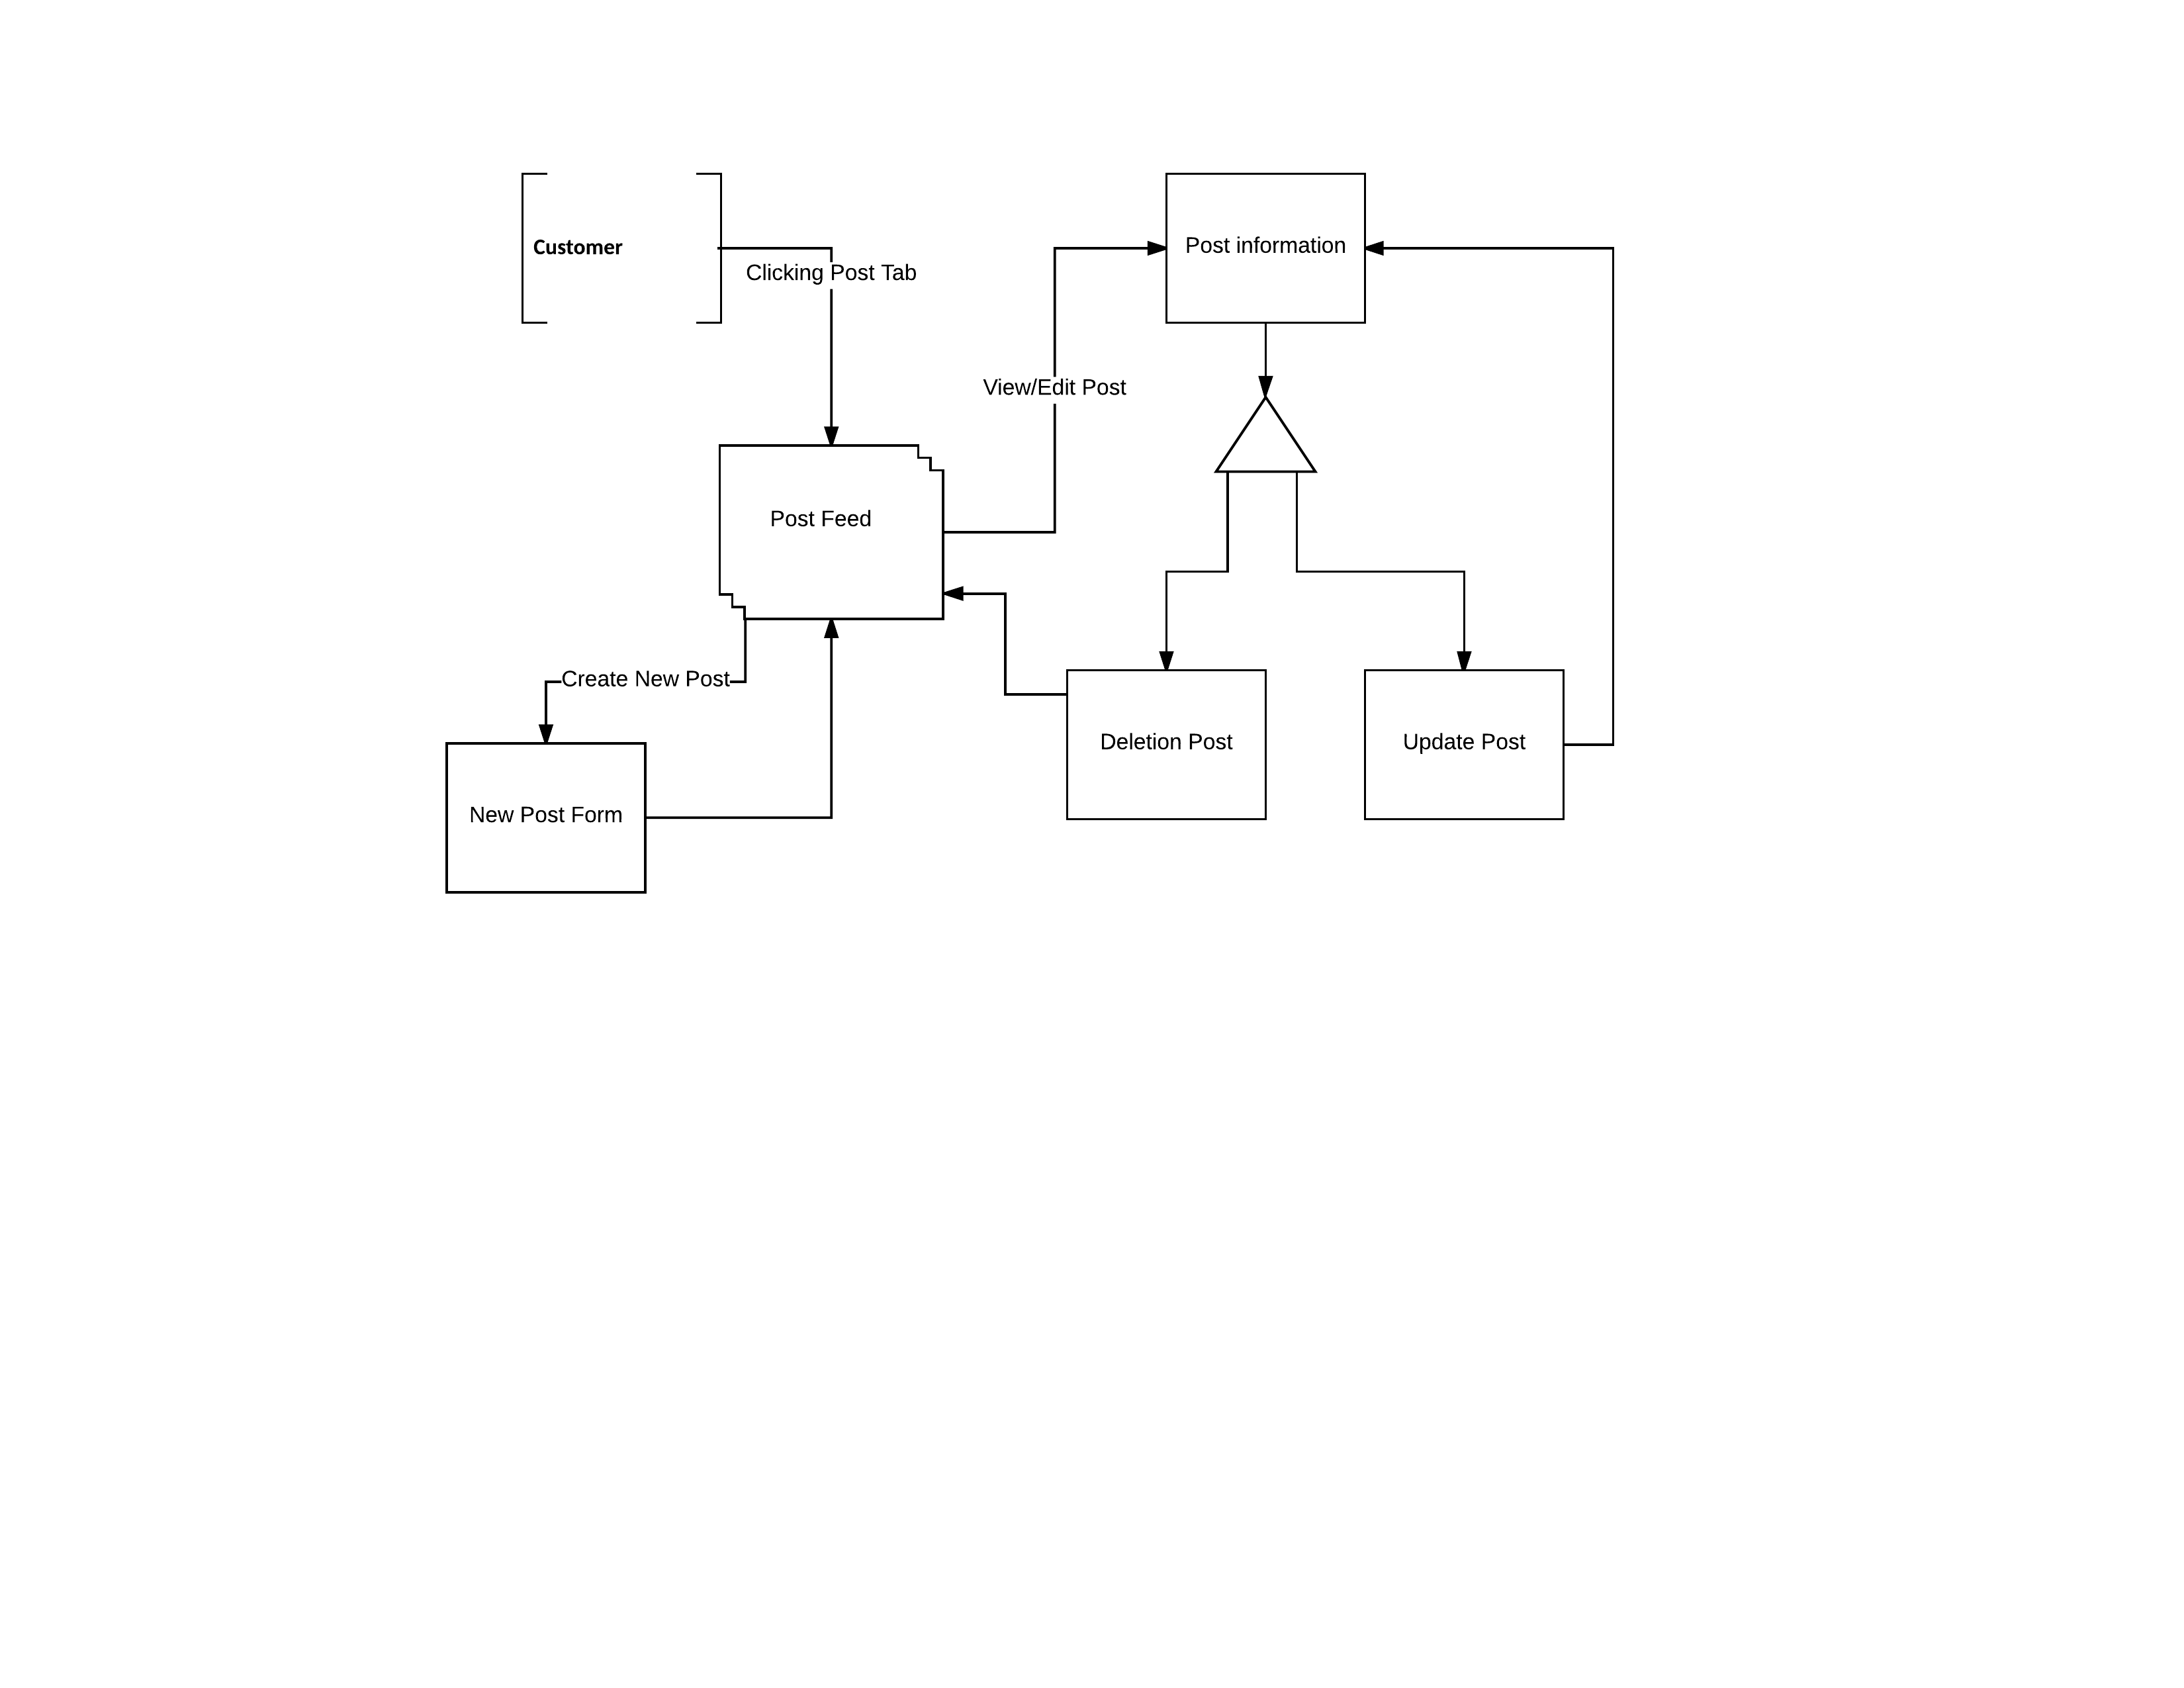 Customer
Post information
Clicking Post Tab
View/Edit Post
Post Feed
Create New Post
Deletion Post
Update Post
New Post Form